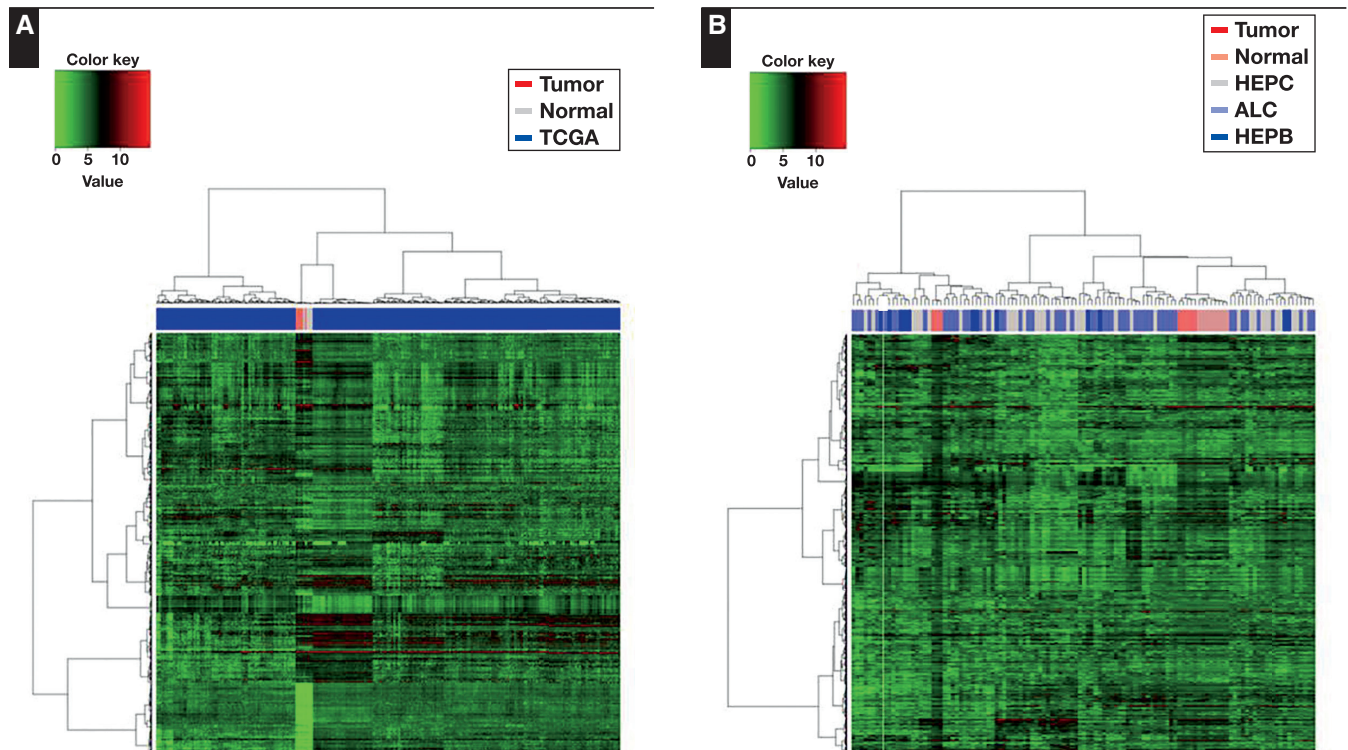 A
Color key
0 5 10
Value
Tumor
Normal
TCGA
B
Color key
0 5 10
Value
Tumor
Normal
HEPC
ALC
HEPB